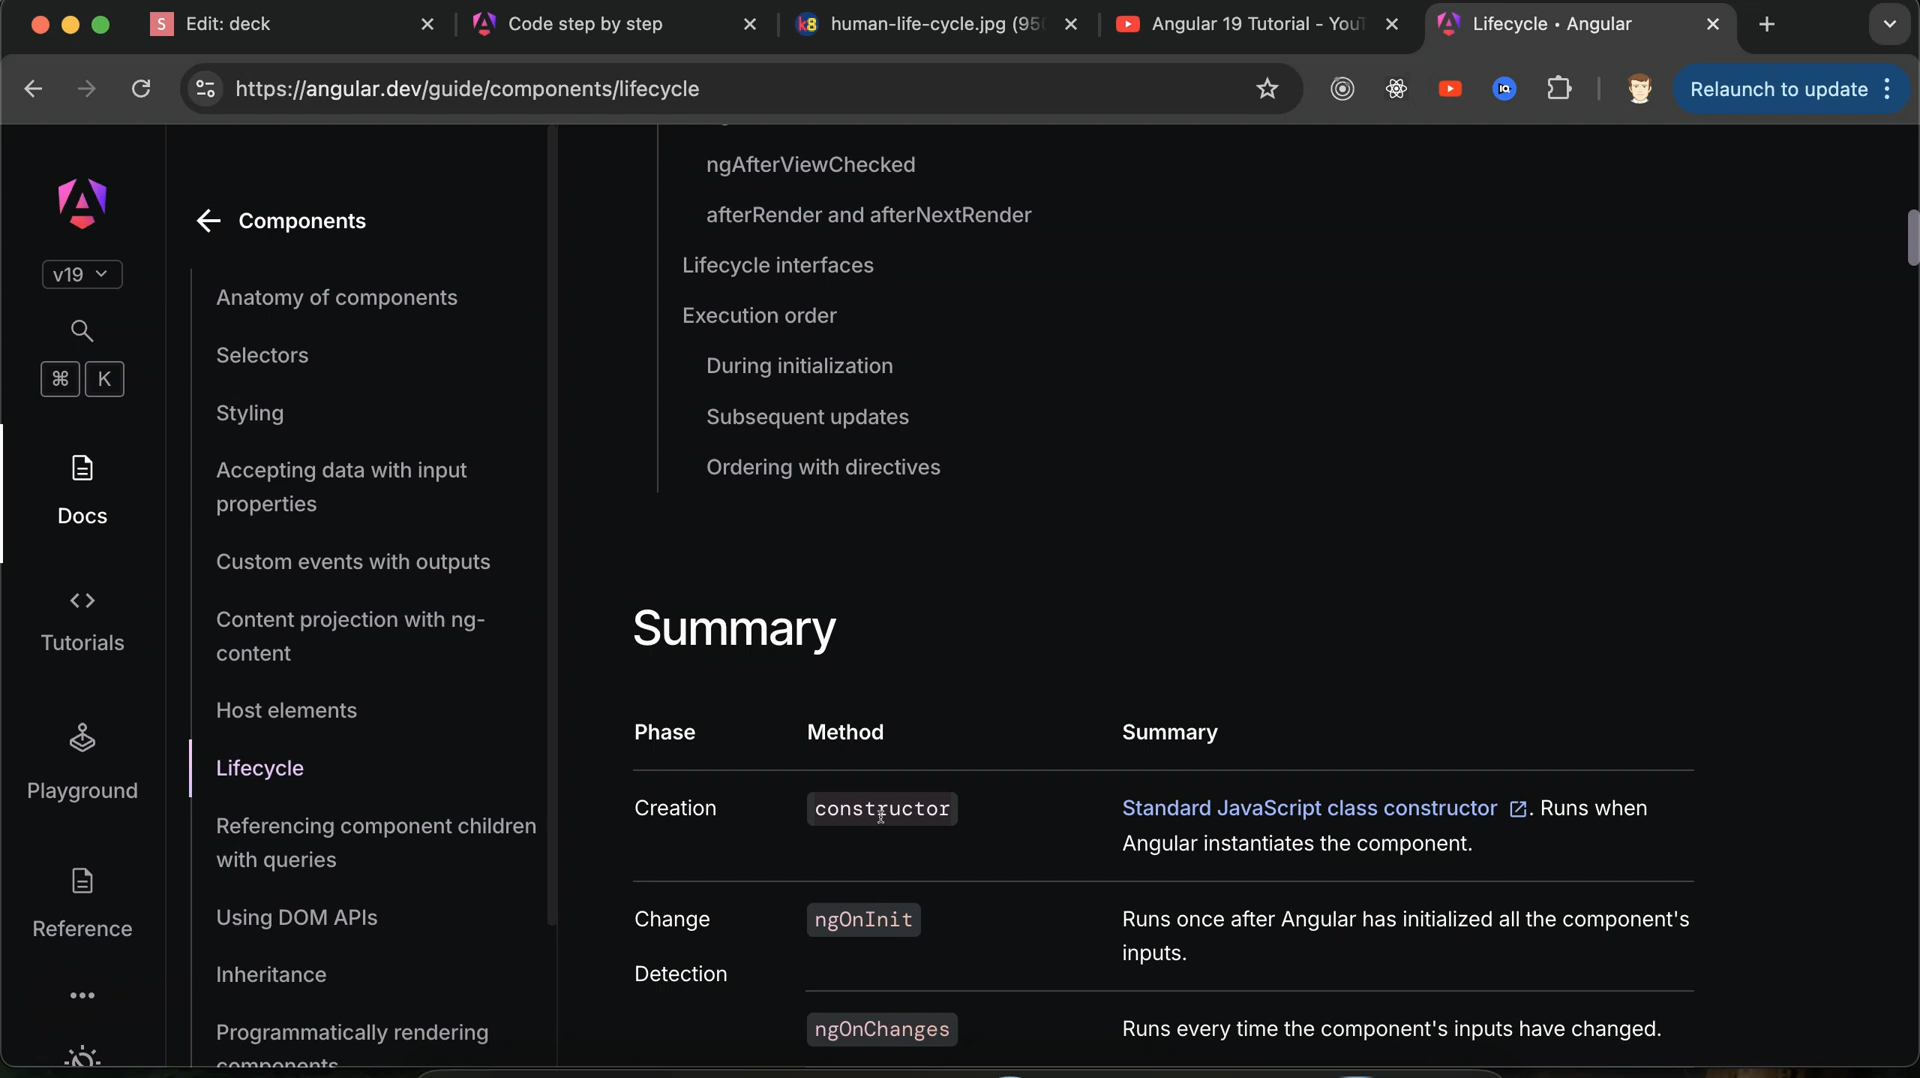 S Edit: deck
Code step by step
k8 human-life-cycle.jpg (950
Angular 19 Tutorial - YouT
Lifecycle • Angular
https://angular.dev/guide/components/lifecycle
IQ
Relaunch to update
v19
⌘ K
Docs
Tutorials
Playground
Reference
Components
Anatomy of components
Selectors
Styling
Accepting data with input
properties
Custom events with outputs
Content projection with ng-
content
Host elements
Lifecycle
Referencing component children
with queries
Using DOM APIs
Inheritance
Programmatically rendering
components
ngAfterViewChecked
afterRender and afterNextRender
Lifecycle interfaces
Execution order
During initialization
Subsequent updates
Ordering with directives
Summary
Phase Method Summary
Creation constructor Standard JavaScript class constructor . Runs when
Angular instantiates the component.
Change ngOnInit Runs once after Angular has initialized all the component's
inputs.
Detection
ngOnChanges Runs every time the component's inputs have changed.